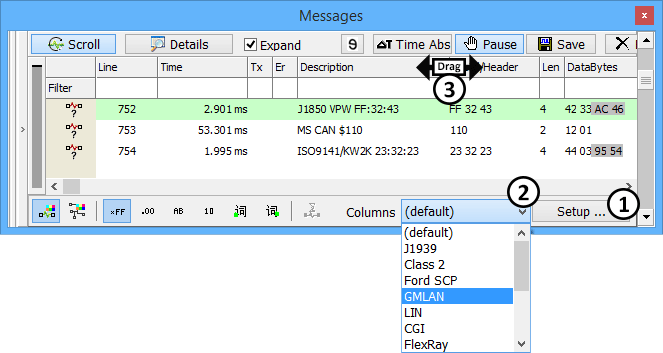 Messages x
Scroll Details Expand 9 ΔT Time Abs Pause Save
Line Time Tx Er Description Drag /Header Len DataBytes
3
Filter
? 752 2.901 ms J1850 VPW FF:32:43 FF 32 43 4 42 33 AC 46
? 753 53.301 ms MS CAN $110 110 2 12 01
? 754 1.995 ms ISO9141/KW2K 23:32:23 23 32 23 4 44 03 95 54
2 1
xFF .00 AB 10 词 词 Columns (default) Setup ...
(default)
J1939
Class 2
Ford SCP
GMLAN
LIN
CGI
FlexRay